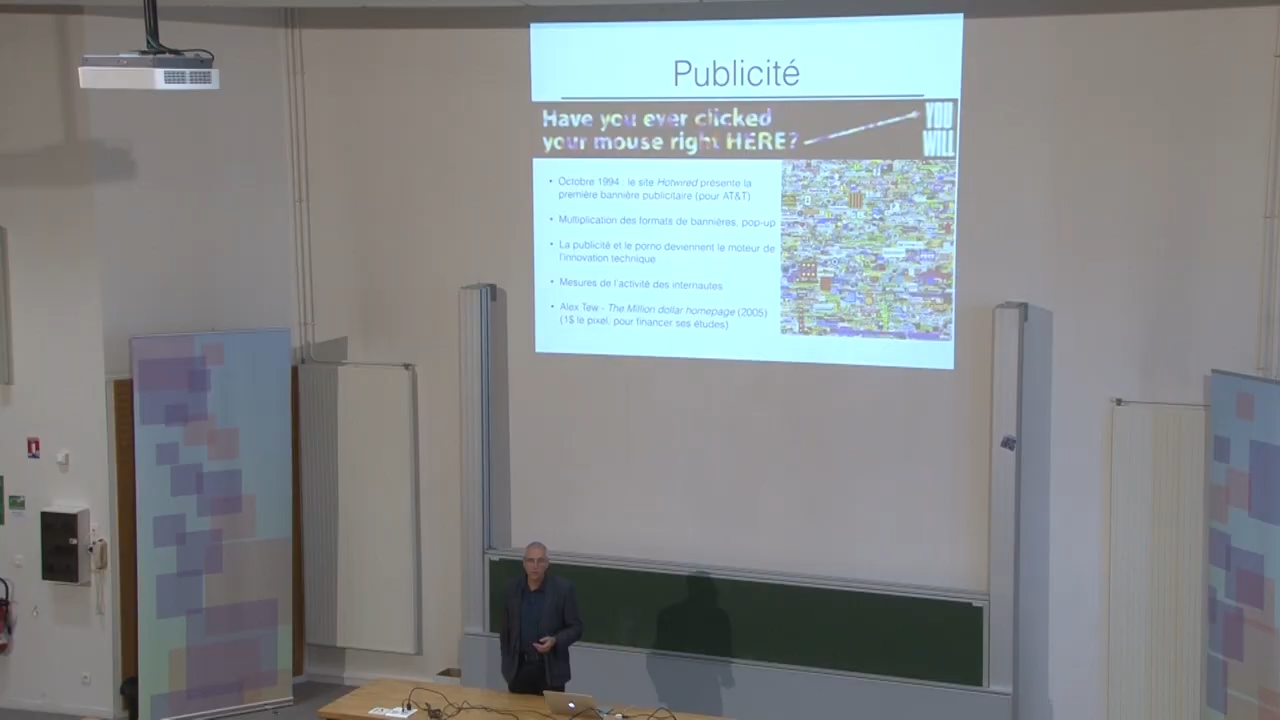 Publicité
Have you ever clicked
your mouse right HERE?
YOU
WILL
• Octobre 1994 : le site Hotwired présente la
première bannière publicitaire (pour AT&T)
• Multiplication des formats de bannières, pop-up
• La publicité et le porno deviennent le moteur de
l'innovation technique
• Mesures de l'activité des internautes
• Alex Tew - The Million dollar homepage (2005)
(1$ le pixel, pour financer ses études)